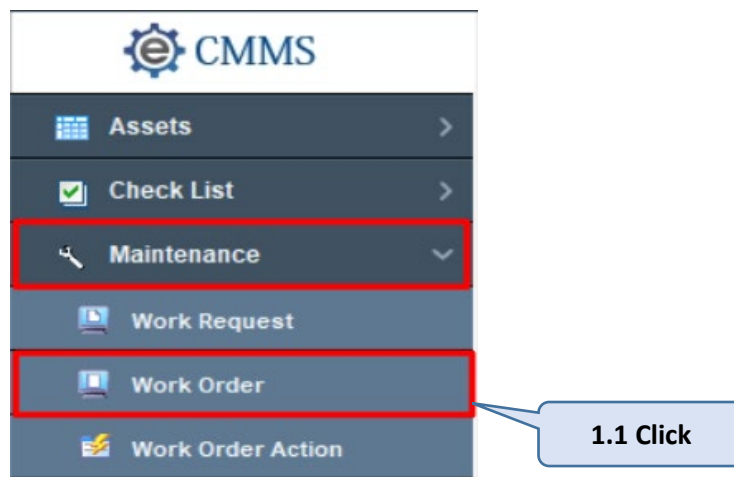 e CMMS
Assets
Check List
Maintenance
Work Request
Work Order
1.1 Click
Work Order Action